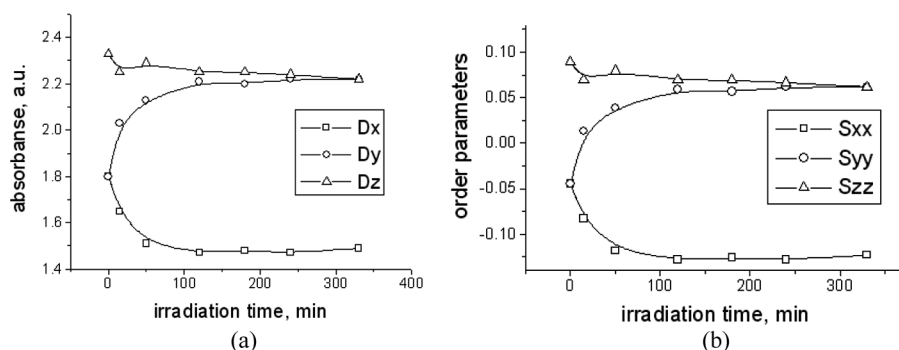 2.4
2.2
2.0
1.8
1.6
1.4
absorbanse, a.u.
0
100
200
300
400
irradiation time, min
Dx
Dy
Dz
(a)
0.10
0.05
0.00
-0.05
-0.10
order parameters
0
100
200
300
irradiation time, min
Sxx
Syy
Szz
(b)